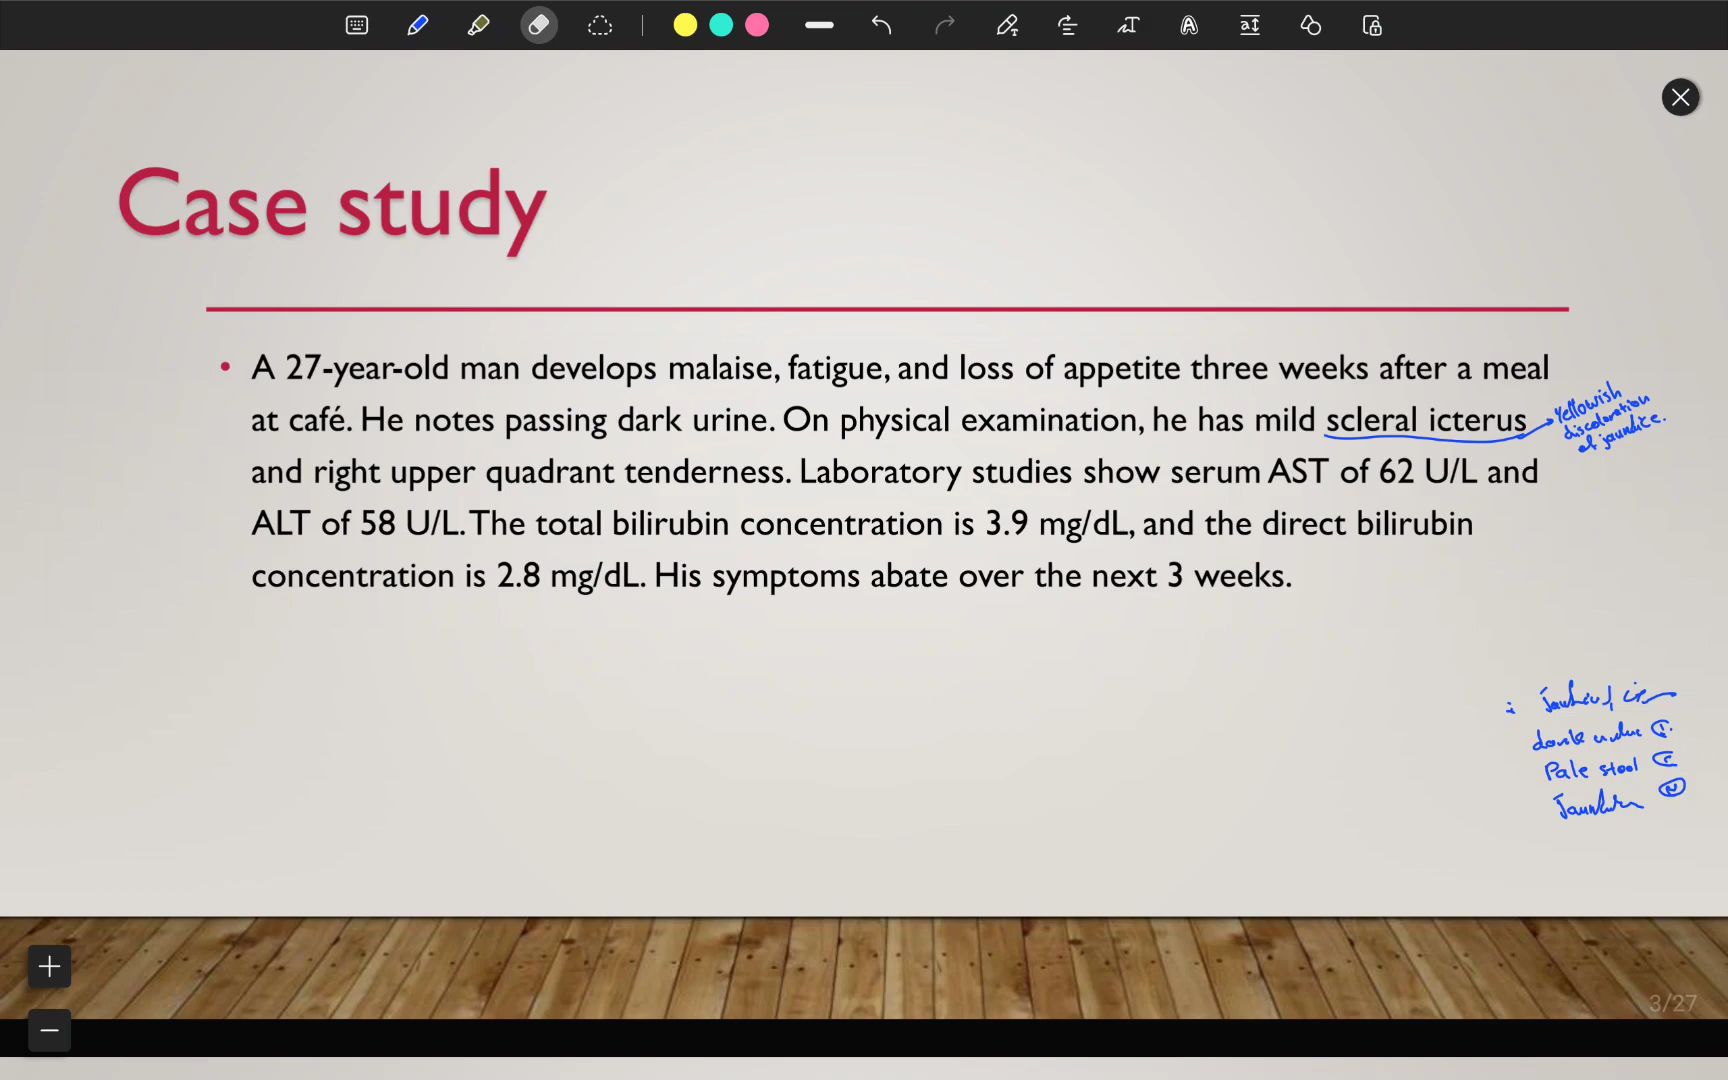 Case study
• A 27-year-old man develops malaise, fatigue, and loss of appetite three weeks after a meal
at café. He notes passing dark urine. On physical examination, he has mild scleral icterus
Yellowish
discoloration
of jaundice.
and right upper quadrant tenderness. Laboratory studies show serum AST of 62 U/L and
ALT of 58 U/L. The total bilirubin concentration is 3.9 mg/dL, and the direct bilirubin
concentration is 2.8 mg/dL. His symptoms abate over the next 3 weeks.
Pale stool
3/27